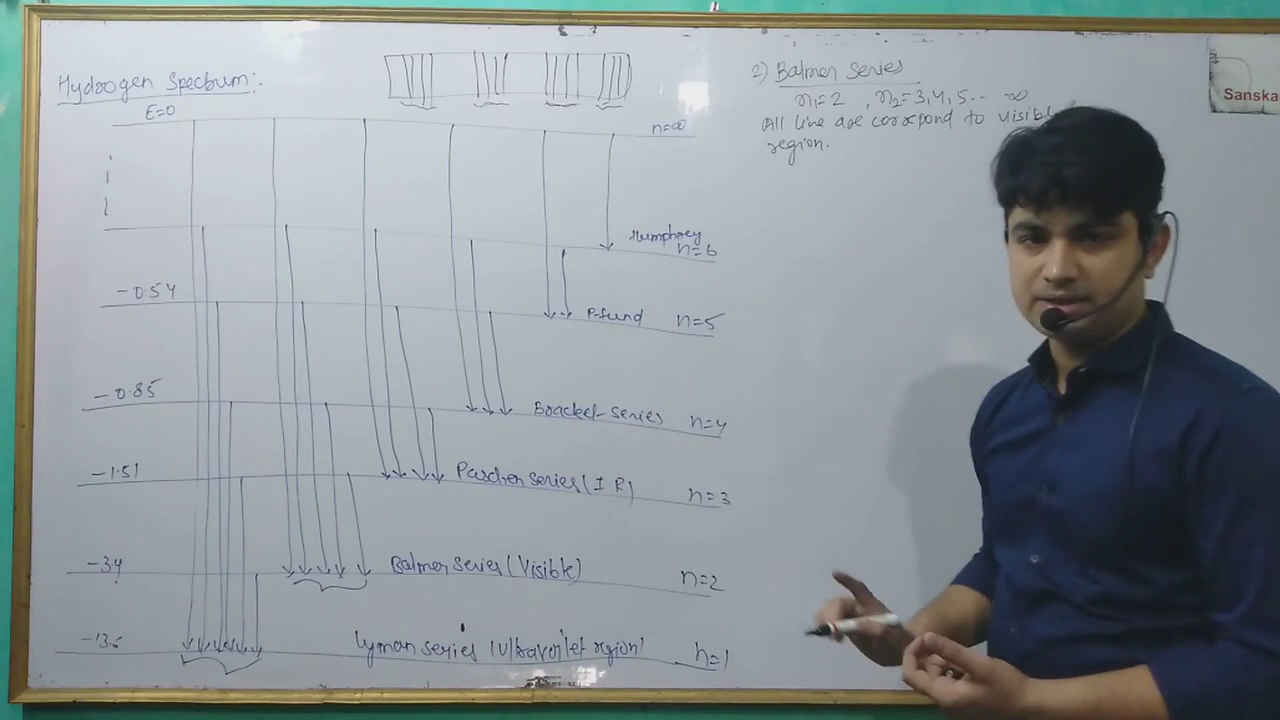 Hydrogen Spectrum:-
E=0
n=∞
Humphrey
n=6
-0.54
P-fund n=5
-0.85
Bracket-series n=4
-1.51
Paschen series (I R) n=3
-3.4
Balmer series (Visible) n=2
-13.6
Lyman series (Ultraviolet region) n=1
2) Balmer Series
n₁=2 , n₂=3,4,5.. ∞
All line are correspond to visible
region.
Sanska